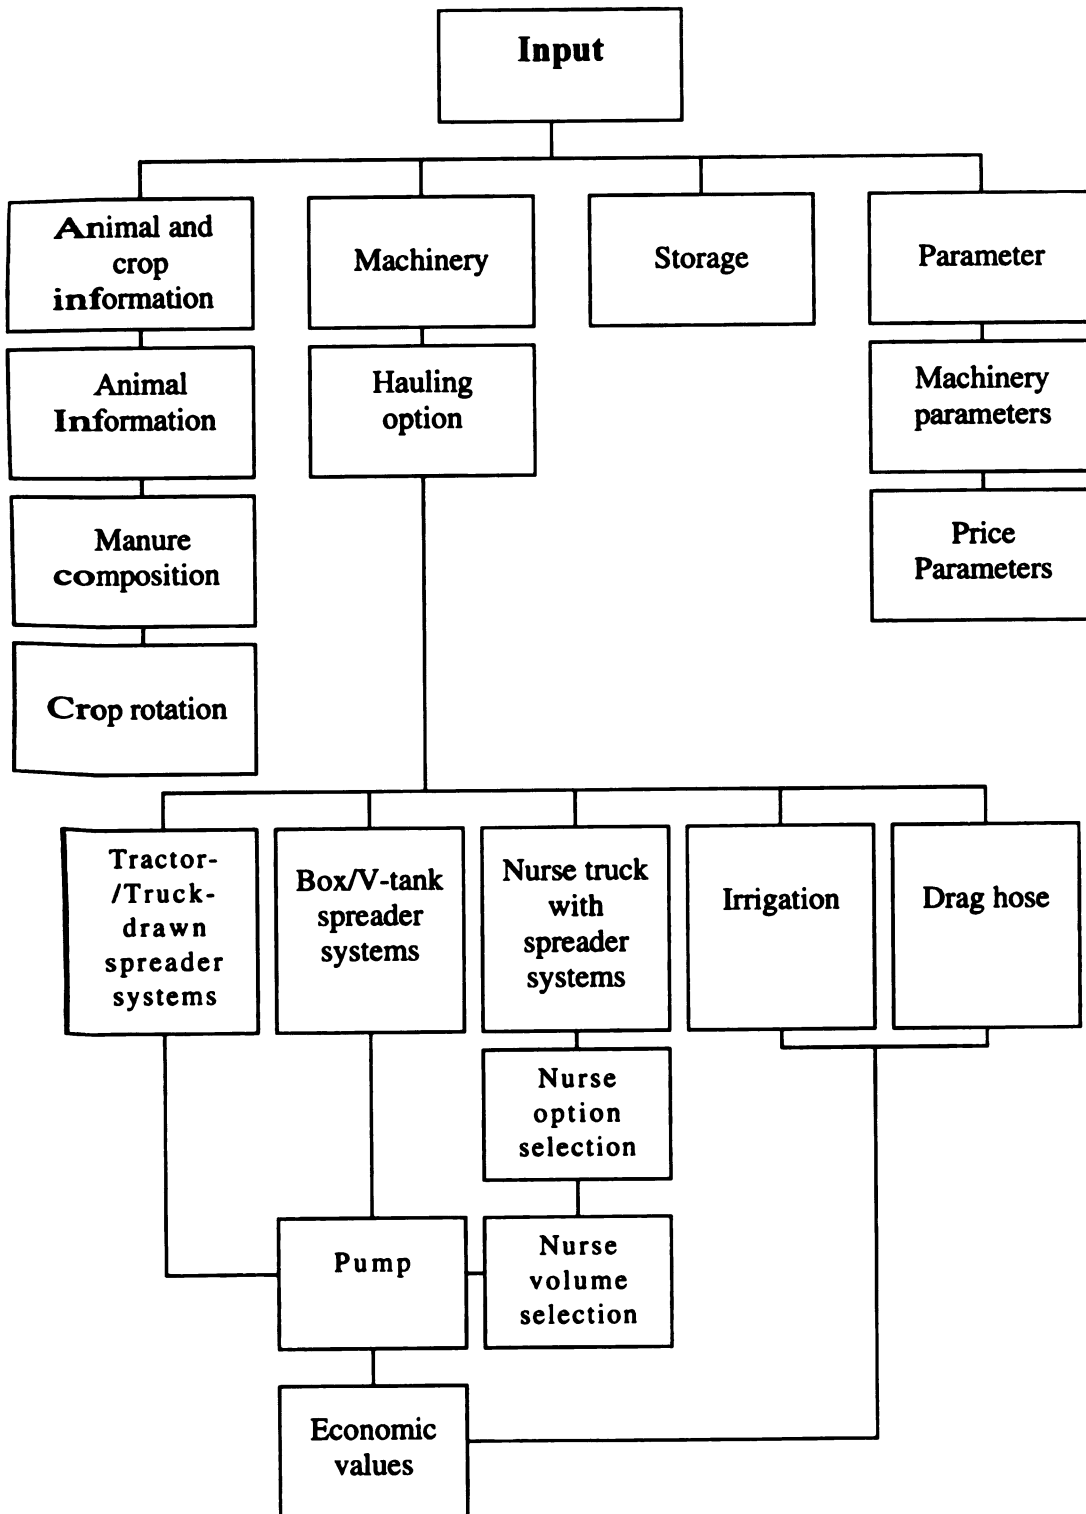 Input
Animal and
crop
information
Machinery
Storage
Parameter
Animal
Information
Hauling
option
Machinery
parameters
Manure
composition
Price
Parameters
Crop rotation
Tractor-
/Truck-
drawn
spreader
systems
Box/V-tank
spreader
systems
Nurse truck
with
spreader
systems
Irrigation
Drag hose
Nurse
option
selection
Pump
Nurse
volume
selection
Economic
values